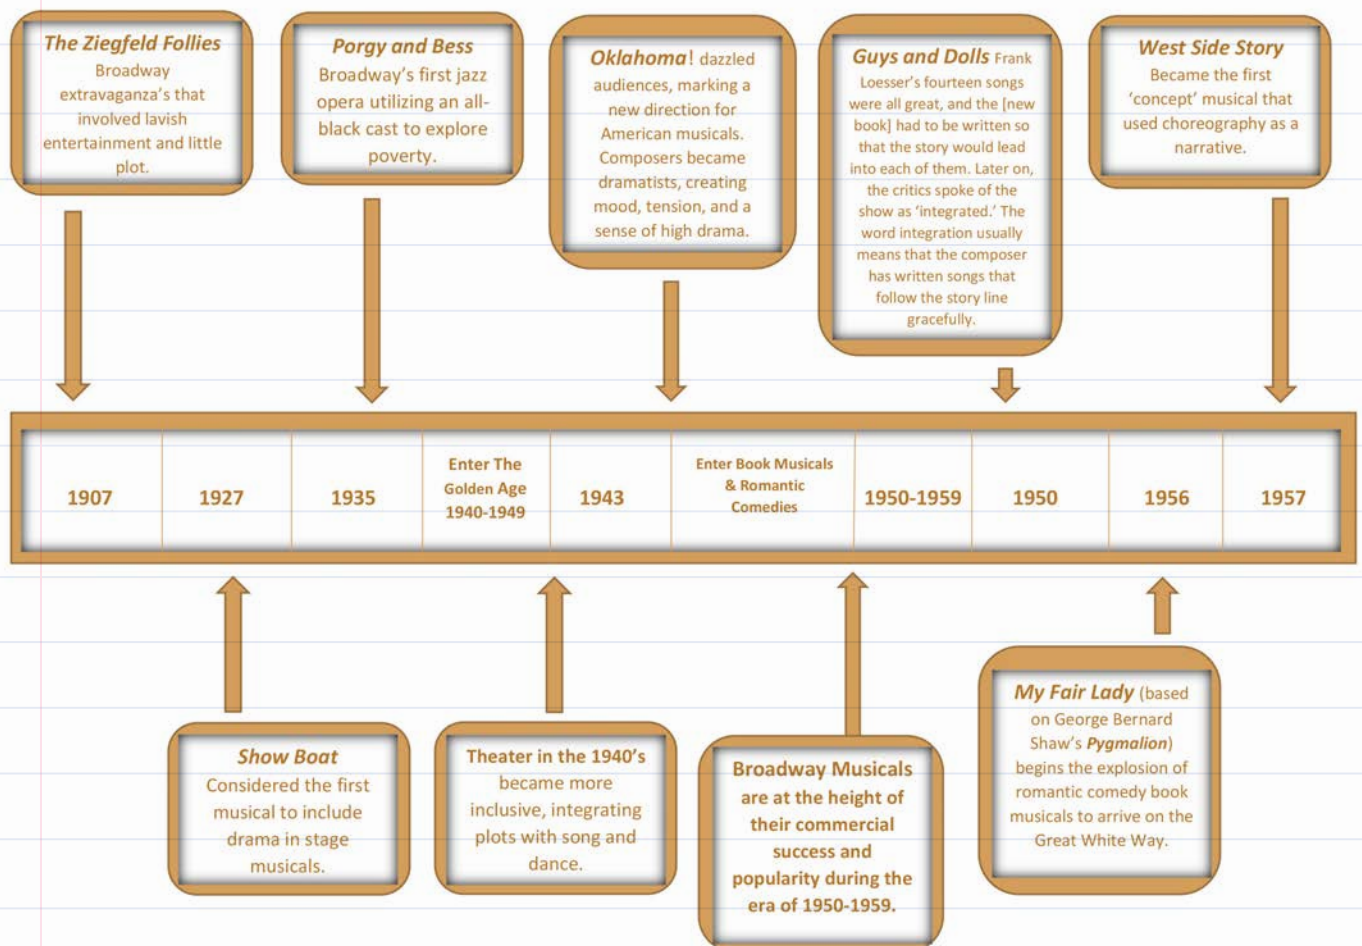 The Ziegfeld Follies
Broadway
extravaganza's that
involved lavish
entertainment and little
plot.
Porgy and Bess
Broadway's first jazz
opera utilizing an all-
black cast to explore
poverty.
Oklahoma! dazzled
audiences, marking a
new direction for
American musicals.
Composers became
dramatists, creating
mood, tension, and a
sense of high drama.
Guys and Dolls Frank
Loesser's fourteen songs
were all great, and the [new
book] had to be written so
that the story would lead
into each of them. Later on,
the critics spoke of the
show as 'integrated.' The
word integration usually
means that the composer
has written songs that
follow the story line
gracefully.
West Side Story
Became the first
'concept' musical that
used choreography as a
narrative.
1907
1927
1935
Enter The
Golden Age
1940-1949
1943
Enter Book Musicals
& Romantic
Comedies
1950-1959
1950
1956
1957
Show Boat
Considered the first
musical to include
drama in stage
musicals.
Theater in the 1940's
became more
inclusive, integrating
plots with song and
dance.
Broadway Musicals
are at the height of
their commercial
success and
popularity during the
era of 1950-1959.
My Fair Lady (based
on George Bernard
Shaw's Pygmalion)
begins the explosion of
romantic comedy book
musicals to arrive on the
Great White Way.